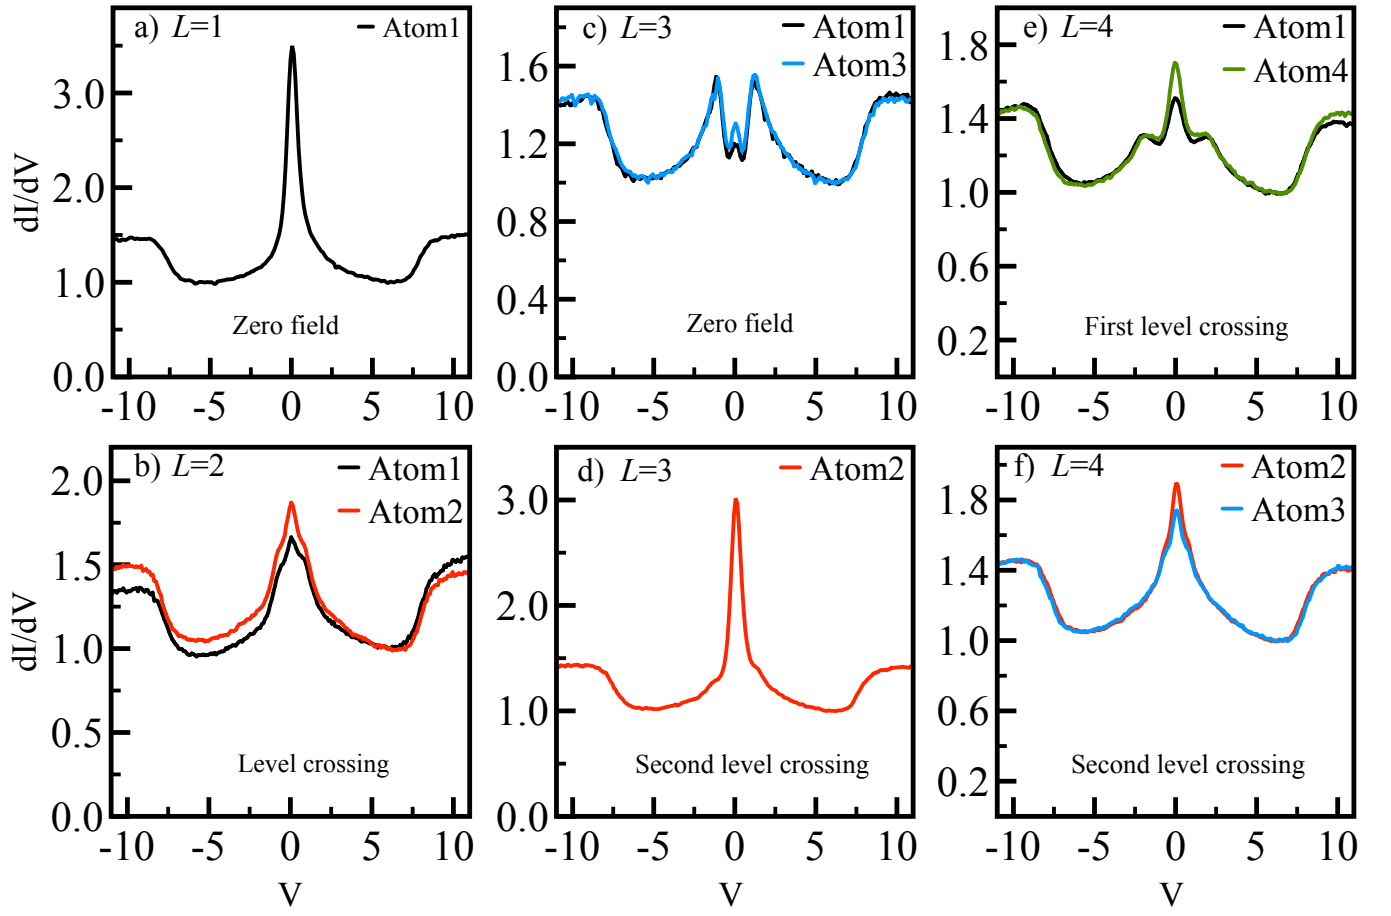 a) L=1
Atom1
dI/dV
3.0
2.0
1.0
0.0
Zero field
-10 -5 0 5 10
c) L=3
Atom1
Atom3
1.6
1.2
0.8
0.4
0.0
Zero field
-10 -5 0 5 10
e) L=4
Atom1
Atom4
1.8
1.4
1.0
0.6
0.2
First level crossing
-10 -5 0 5 10
b) L=2
Atom1
Atom2
dI/dV
2.0
1.5
1.0
0.5
0.0
Level crossing
-10 -5 0 5 10
V
d) L=3
Atom2
3.0
2.0
1.0
0.0
Second level crossing
-10 -5 0 5 10
f) L=4
Atom2
Atom3
1.8
1.4
1.0
0.6
0.2
Second level crossing
-10 -5 0 5 10
V